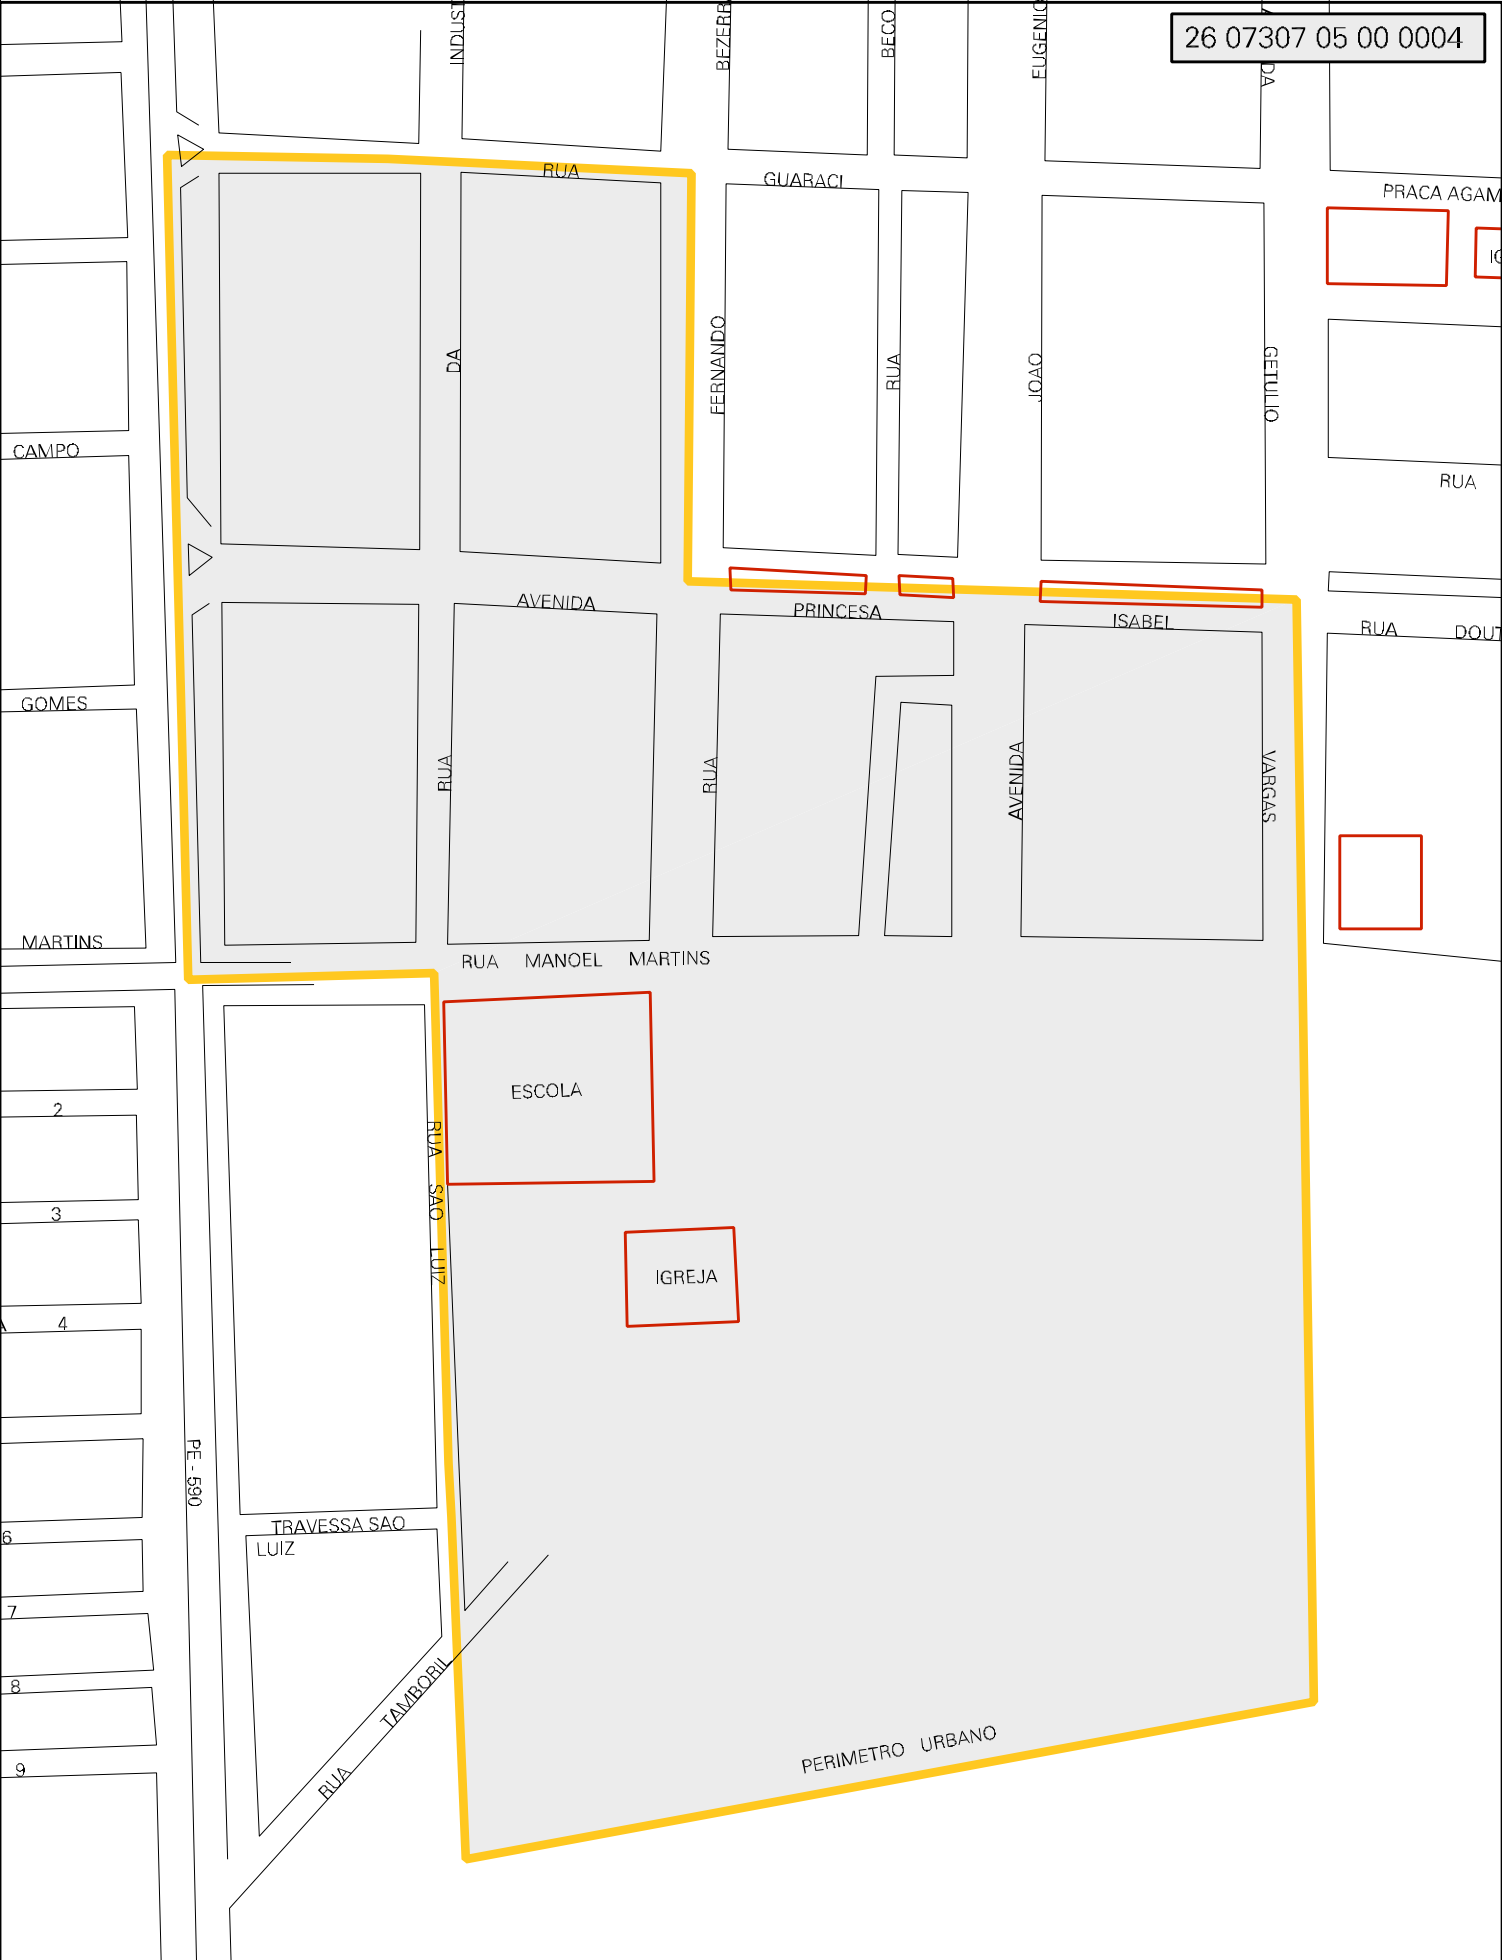 INDUST
BEZERR
BECO
EUGENIO
26 07307 05 00 0004
DA
RUA
GUARACI
PRACA AGAM
IG
FERNANDO
DA
RUA
JOAO
GETULIO
CAMPO
RUA
AVENIDA
PRINCESA
ISABEL
RUA DOUT
GOMES
RUA
RUA
AVENIDA
VARGAS
MARTINS
RUA MANOEL MARTINS
ESCOLA
2
RUA SAO LUIZ
3
IGREJA
4
PE - 590
TRAVESSA SAO
LUIZ
6
7
8
RUA TAMBORIL
PERIMETRO URBANO
9